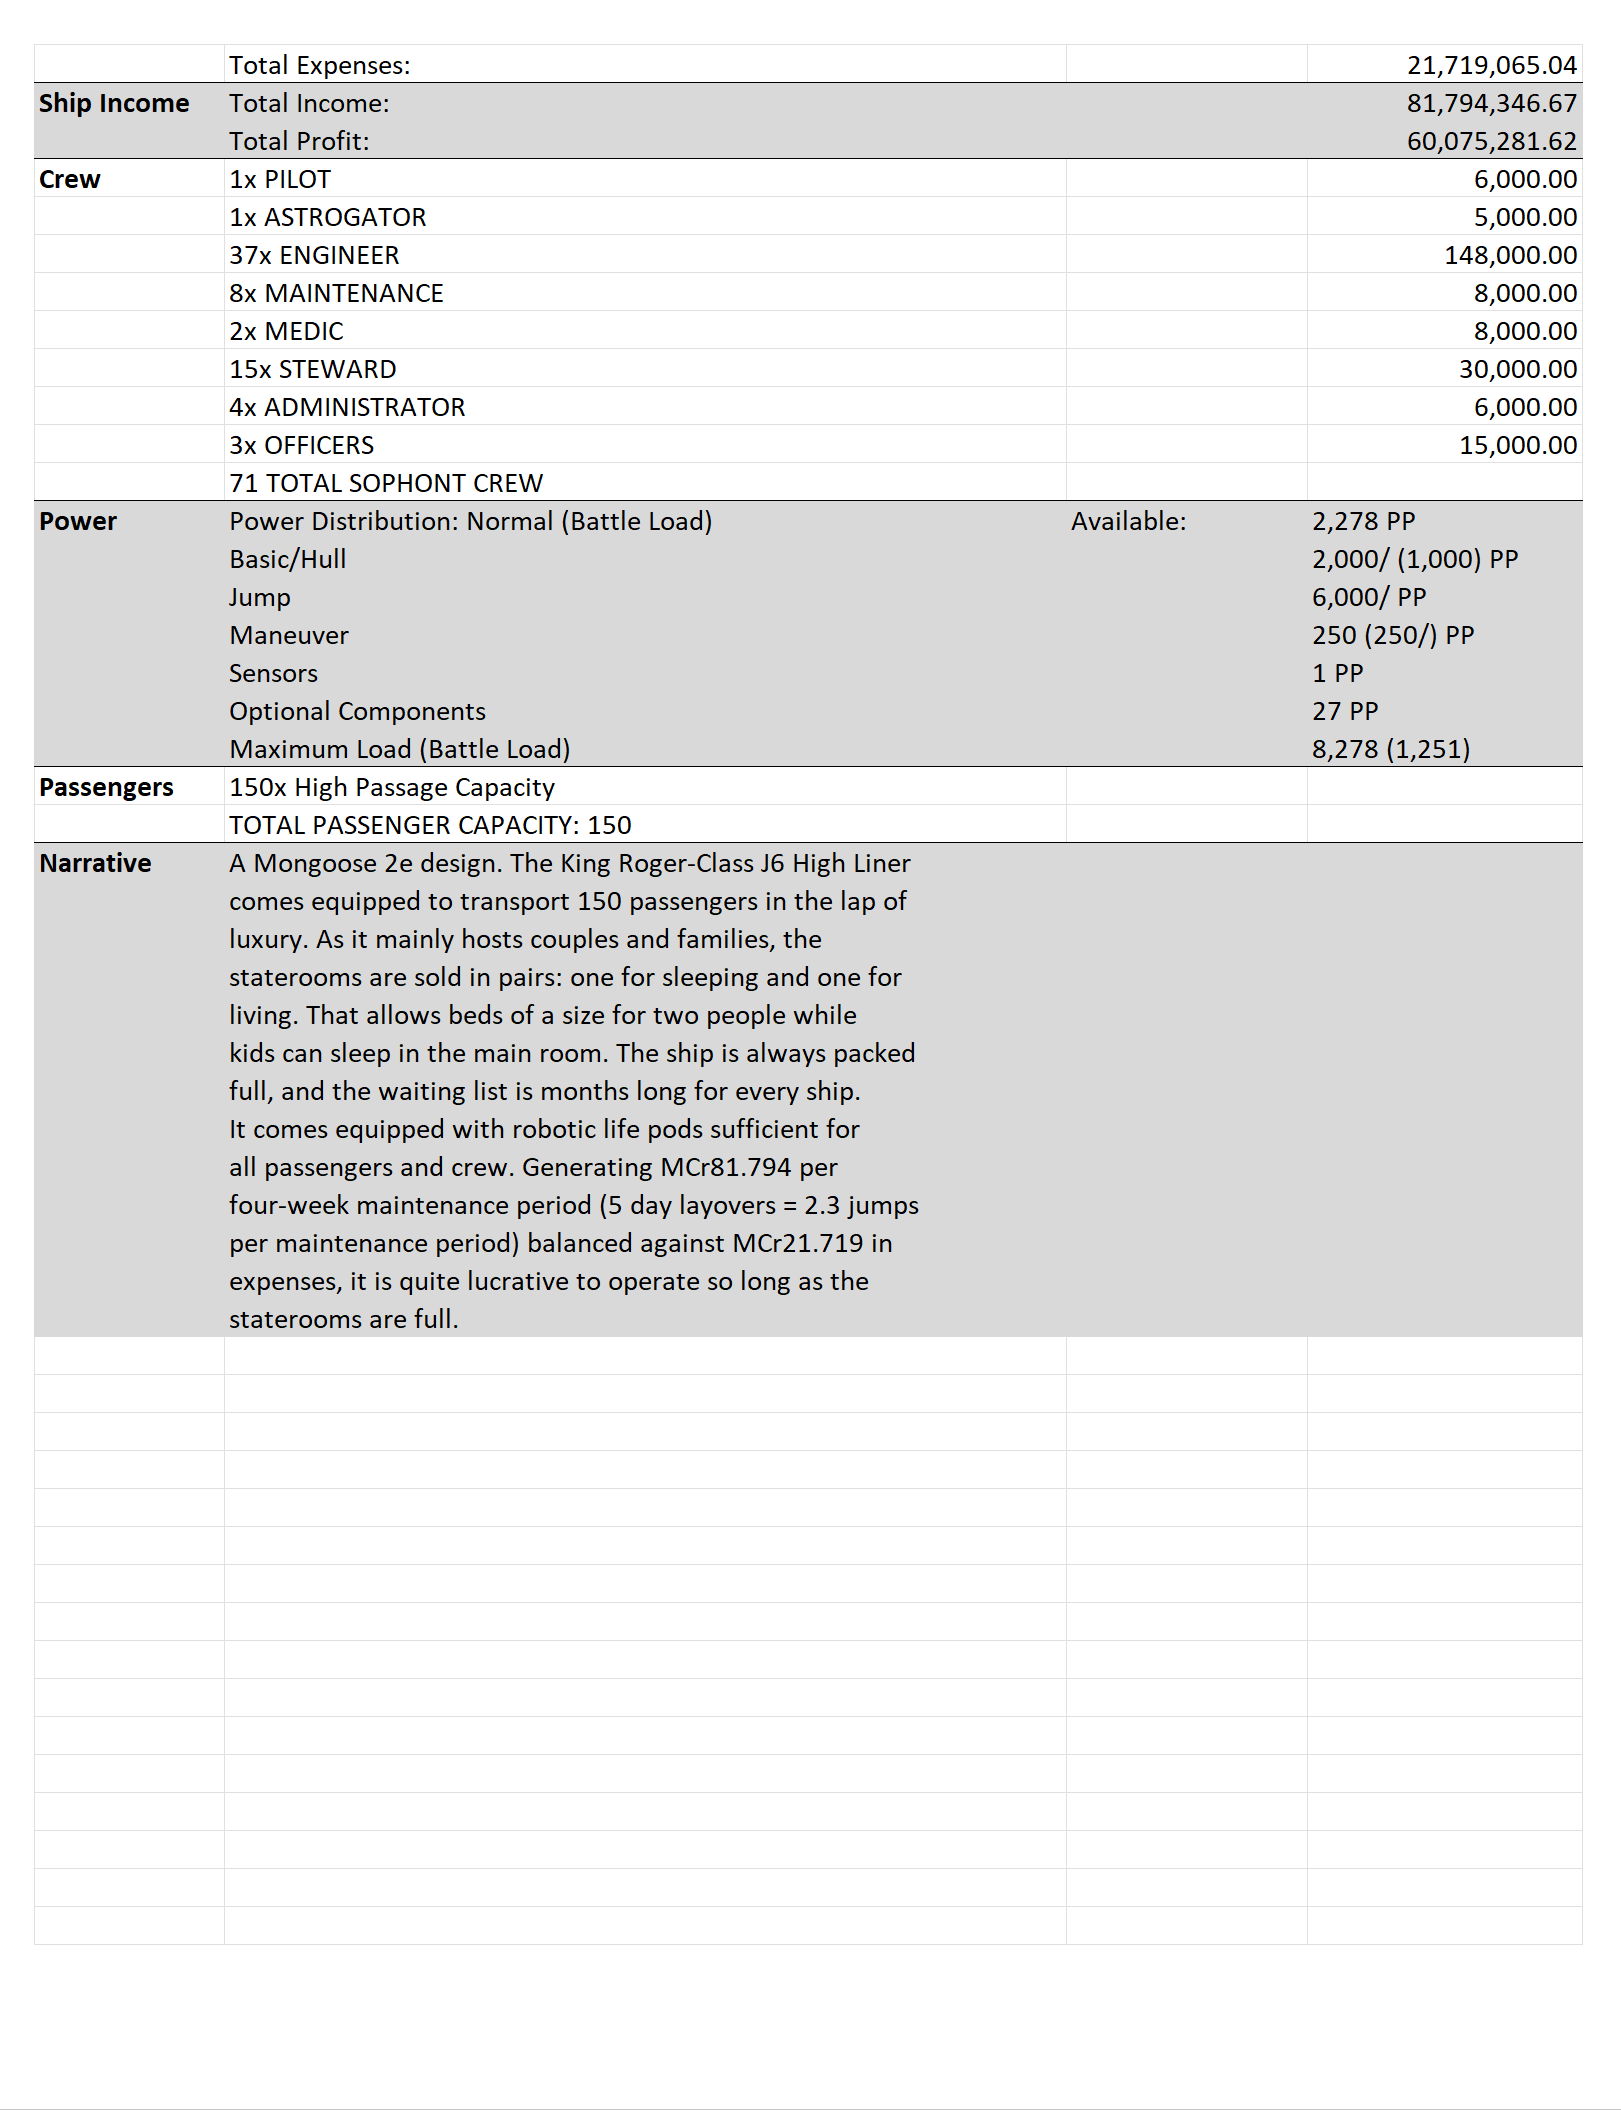 Total Expenses: 21,719,065.04
Ship Income Total Income: 81,794,346.67
Total Profit: 60,075,281.62
Crew 1x PILOT 6,000.00
1x ASTROGATOR 5,000.00
37x ENGINEER 148,000.00
8x MAINTENANCE 8,000.00
2x MEDIC 8,000.00
15x STEWARD 30,000.00
4x ADMINISTRATOR 6,000.00
3x OFFICERS 15,000.00
71 TOTAL SOPHONT CREW
Power Power Distribution: Normal (Battle Load) Available: 2,278 PP
Basic/Hull 2,000/ (1,000) PP
Jump 6,000/ PP
Maneuver 250 (250/) PP
Sensors 1 PP
Optional Components 27 PP
Maximum Load (Battle Load) 8,278 (1,251)
Passengers 150x High Passage Capacity
TOTAL PASSENGER CAPACITY: 150
Narrative A Mongoose 2e design. The King Roger-Class J6 High Liner
comes equipped to transport 150 passengers in the lap of
luxury. As it mainly hosts couples and families, the
staterooms are sold in pairs: one for sleeping and one for
living. That allows beds of a size for two people while
kids can sleep in the main room. The ship is always packed
full, and the waiting list is months long for every ship.
It comes equipped with robotic life pods sufficient for
all passengers and crew. Generating MCr81.794 per
four-week maintenance period (5 day layovers = 2.3 jumps
per maintenance period) balanced against MCr21.719 in
expenses, it is quite lucrative to operate so long as the
staterooms are full.